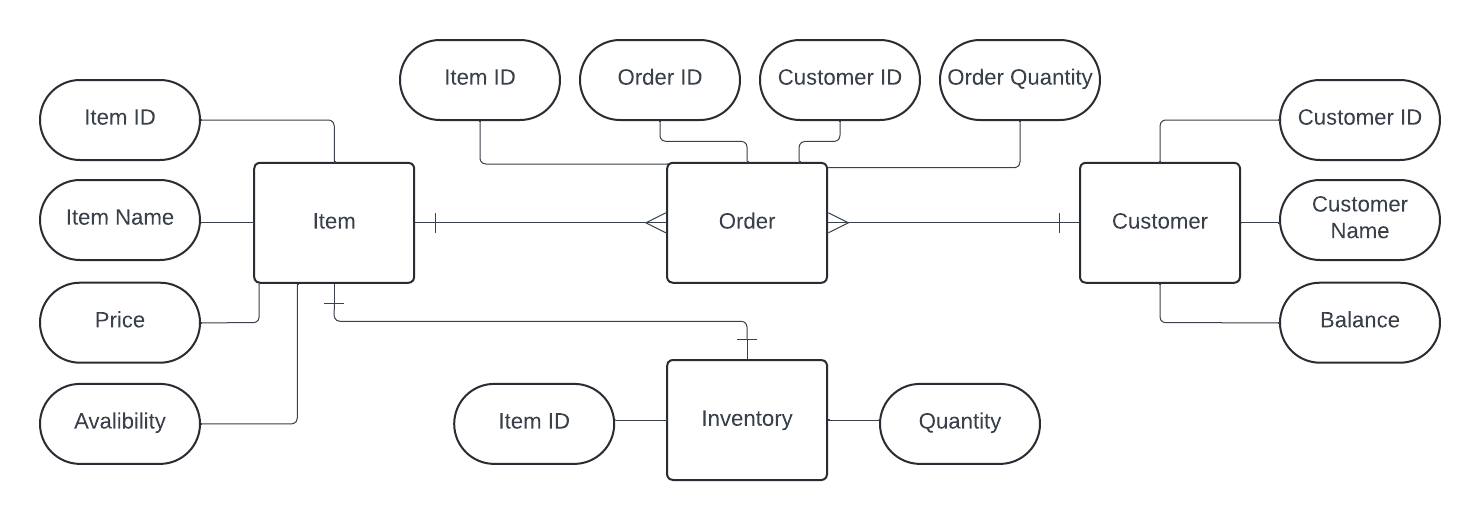 Item ID
Order ID
Customer ID
Order Quantity
Item ID
Customer ID
Item Name
Item
Order
Customer
Customer
Name
Price
Balance
Avalibility
Item ID
Inventory
Quantity